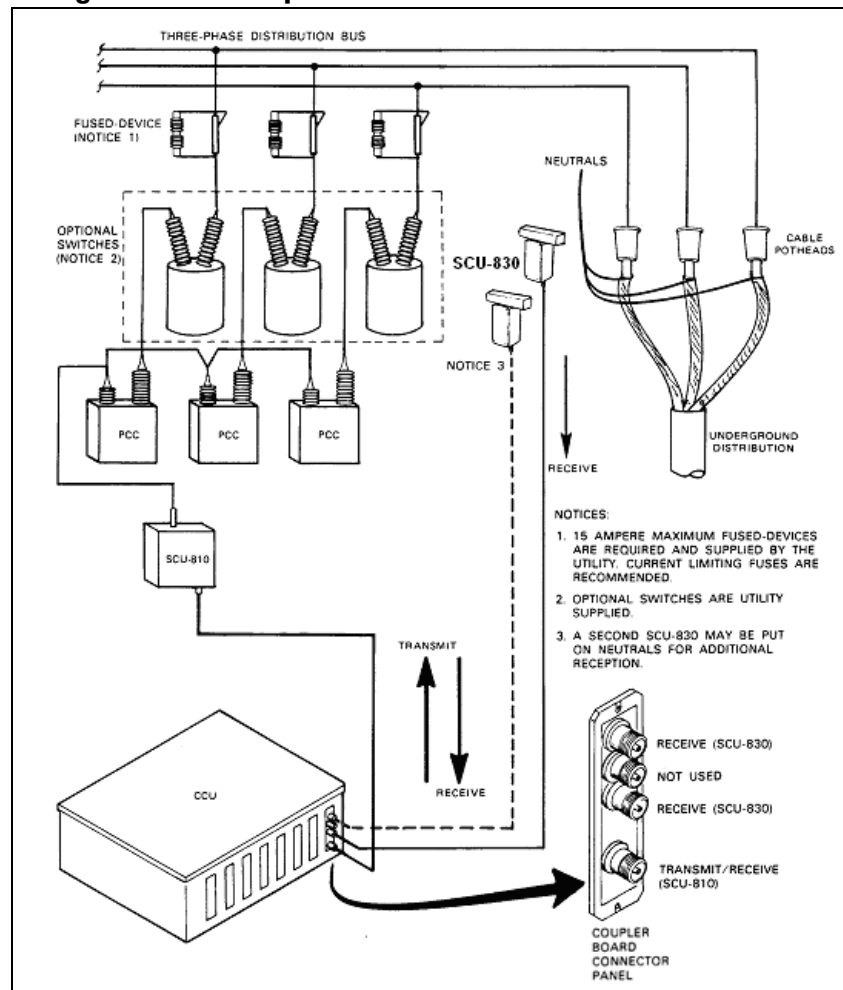 THREE-PHASE DISTRIBUTION BUS
FUSED-DEVICE
(NOTICE 1)
NEUTRALS
OPTIONAL
SWITCHES
(NOTICE 2)
SCU-830
CABLE
POTHEADS
NOTICE 3
PCC
PCC
PCC
RECEIVE
UNDERGROUND
DISTRIBUTION
SCU-810
NOTICES:
1. 15 AMPERE MAXIMUM FUSED-DEVICES
ARE REQUIRED AND SUPPLIED BY THE
UTILITY. CURRENT LIMITING FUSES ARE
RECOMMENDED.
2. OPTIONAL SWITCHES ARE UTILITY
SUPPLIED.
3. A SECOND SCU-830 MAY BE PUT
ON NEUTRALS FOR ADDITIONAL
RECEPTION.
TRANSMIT
RECEIVE
CCU
RECEIVE (SCU-830)
NOT USED
RECEIVE (SCU-830)
TRANSMIT/RECEIVE
(SCU-810)
COUPLER
BOARD
CONNECTOR
PANEL